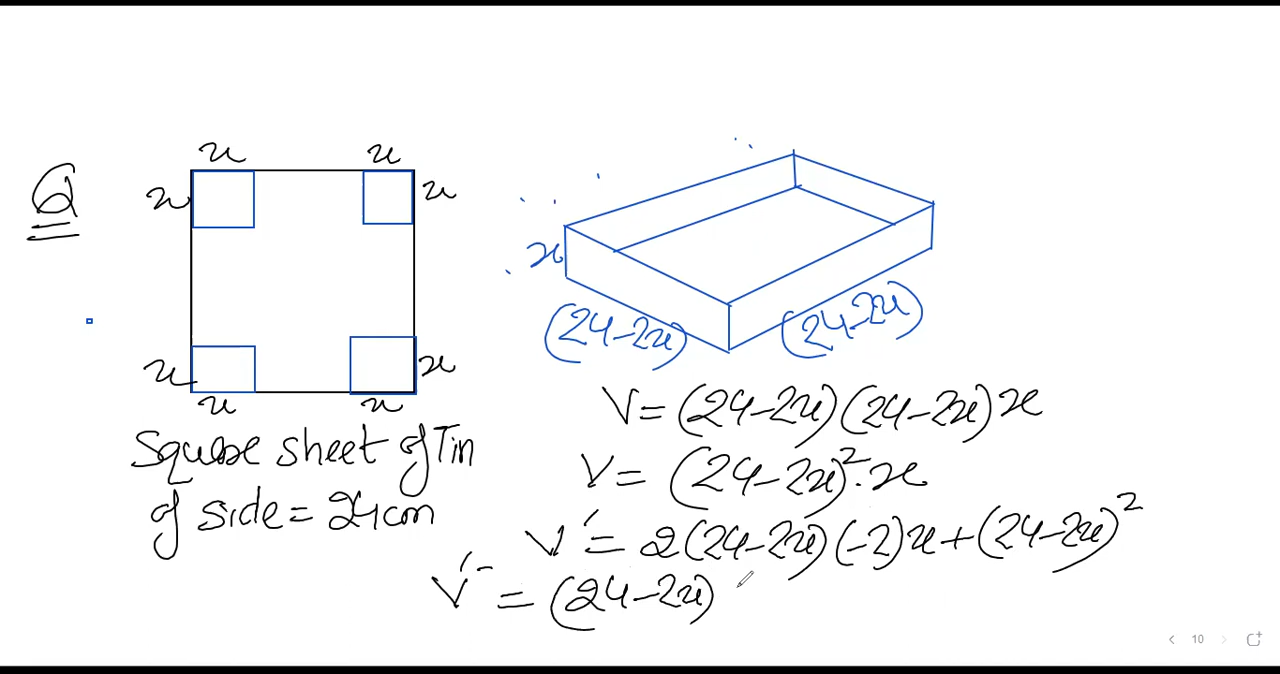 x x
Q x x
x
(24-2x) (24-2x)
x x
x x
V = (24-2x)(24-2x)x
Square sheet of Tin
of side = 24cm
V = (24-2x)².x
V' = 2(24-2x)(-2)x+(24-2x)²
V' = (24-2x)
10